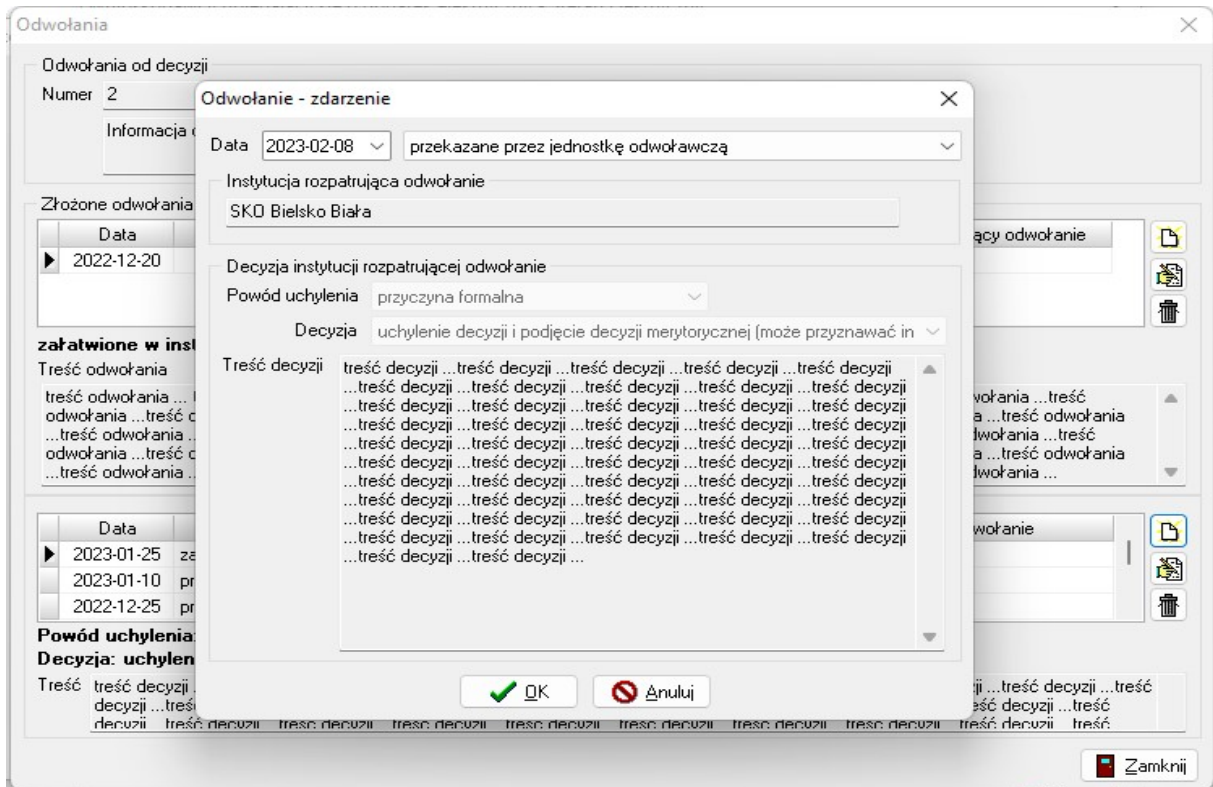 Odwołania
Odwołania od decyzji
Numer 2
Informacja
Odwołanie - zdarzenie
Data 2023-02-08 przekazane przez jednostkę odwoławczą
Instytucja rozpatrująca odwołanie
SKO Bielsko Biała
Decyzja instytucji rozpatrującej odwołanie
Powód uchylenia przyczyna formalna
Decyzja uchylenie decyzji i podjęcie decyzji merytorycznej (może przyznawać in
Treść decyzji treść decyzji ...treść decyzji ...treść decyzji ...treść decyzji ...treść decyzji
...treść decyzji ...treść decyzji ...treść decyzji ...treść decyzji ...treść decyzji
...treść decyzji ...treść decyzji ...treść decyzji ...treść decyzji ...treść decyzji
...treść decyzji ...treść decyzji ...treść decyzji ...treść decyzji ...treść decyzji
...treść decyzji ...treść decyzji ...treść decyzji ...treść decyzji ...treść decyzji
...treść decyzji ...treść decyzji ...treść decyzji ...treść decyzji ...treść decyzji
...treść decyzji ...treść decyzji ...treść decyzji ...treść decyzji ...treść decyzji
...treść decyzji ...treść decyzji ...treść decyzji ...treść decyzji ...treść decyzji
...treść decyzji ...treść decyzji ...treść decyzji ...treść decyzji ...treść decyzji
...treść decyzji ...treść decyzji ...treść decyzji ...treść decyzji ...treść decyzji
...treść decyzji ...treść decyzji ...
OK Anuluj
Złożone odwołania
Data ący odwołanie
2022-12-20
załatwione w inst
Treść odwołania
treść odwołania ... wołania ...treść
odwołania ...treść a ...treść odwołania
...treść odwołania dwołania ...treść
odwołania ...treść a ...treść odwołania
...treść odwołania dwołania ...
Data wołanie
2023-01-25 za
2023-01-10 pr
2022-12-25 pr
Powód uchylenia:
Decyzja: uchylen
Treść treść decyzji ji ...treść decyzji ...treść
decyzji ...treś eść decyzji ...treść
decyzji treść decyzji treść decyzji treść decyzji treść decyzji treść decyzji treść decyzji treść decyzji treść
Zamknij